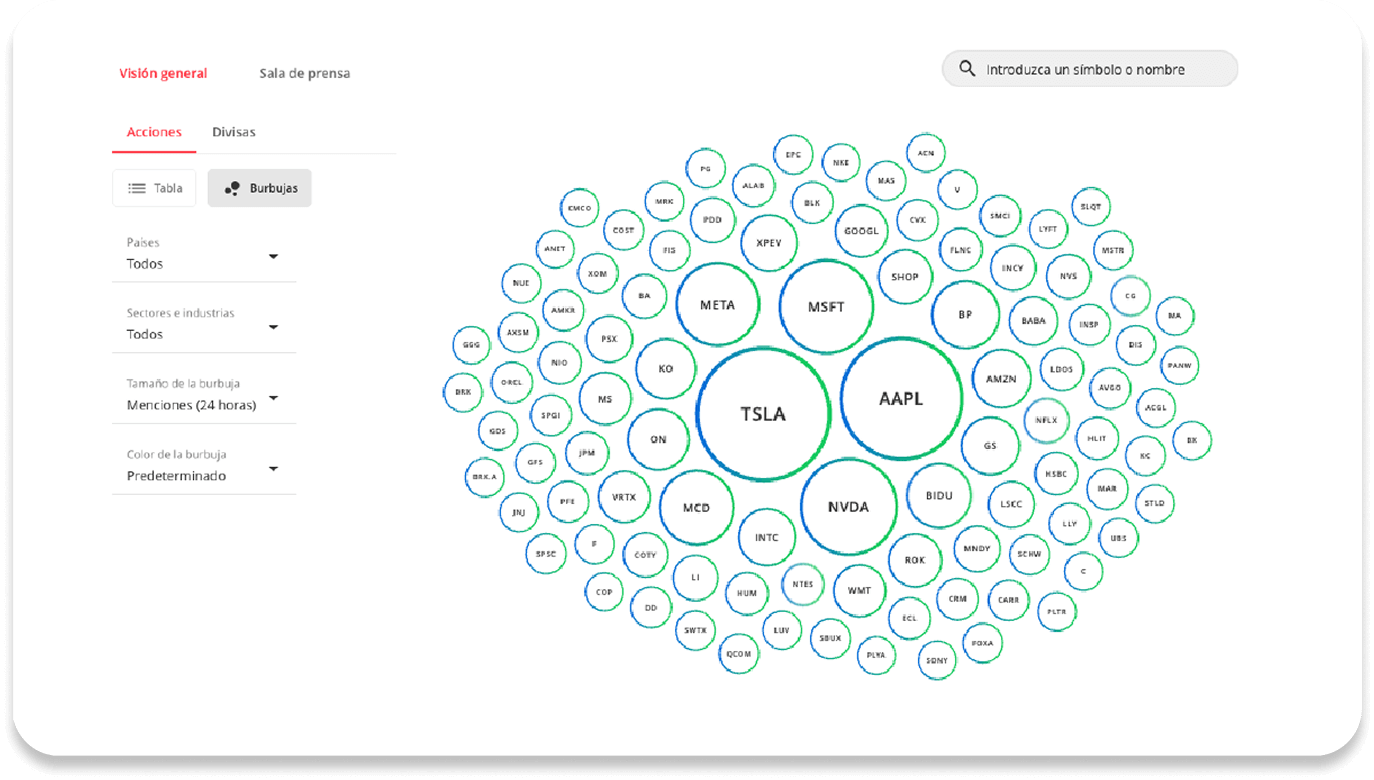 Visión general
Sala de prensa
Introduzca un símbolo o nombre
Acciones
Divisas
Tabla
Burbujas
Países
Todos
Sectores e industrias
Todos
Tamaño de la burbuja
Menciones (24 horas)
Color de la burbuja
Predeterminado
ACN
EPC
NKE
PG
MAS
ALAB
V
MRK
BLK
SLQT
KMCO
SMCI
PDD
CVX
COST
LYFT
GOOGL
XPEV
ANET
FIS
FLNC
MSTR
INCY
XOM
NVS
SHOP
NUE
BA
CG
META
MSFT
AMKR
BP
MA
BABA
INSP
AXSM
PSX
GGG
DIS
NIO
PANW
KO
LDOS
AMZN
ORCL
AVGO
BRK
MS
AAPL
ACGL
TSLA
SPGI
NFLX
GDS
HLIT
ON
BK
GS
JPM
KC
GFS
HSBC
BRK.A
MAR
BIDU
VRTX
PFE
STLD
LSCC
MCD
NVDA
JNJ
LLY
INTC
UBS
F
MNDY
SPSC
COTY
SCHW
ROK
C
LI
NTES
WMT
COP
HUM
CRM
CARR
DD
PLTR
ECL
SWTX
LUV
SBUX
FOXA
QCOM
PLYA
SONY